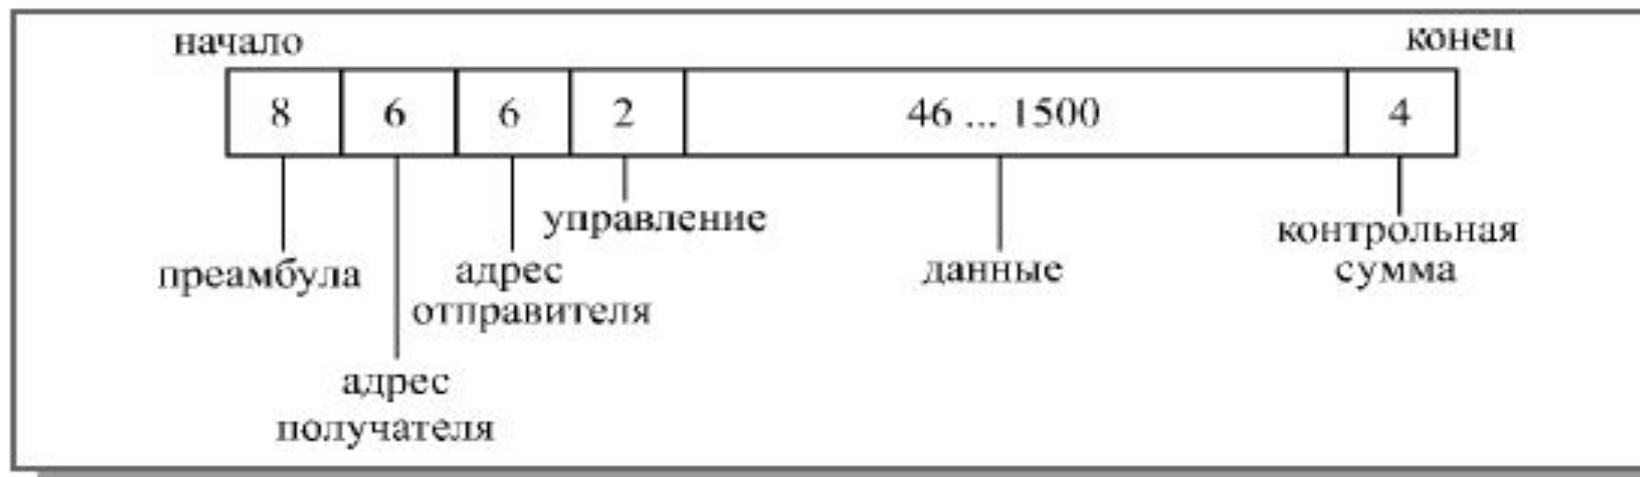 начало
конец
8 6 6 2 46 ... 1500 4
преамбула
адрес
получателя
адрес
отправителя
управление
данные
контрольная
сумма